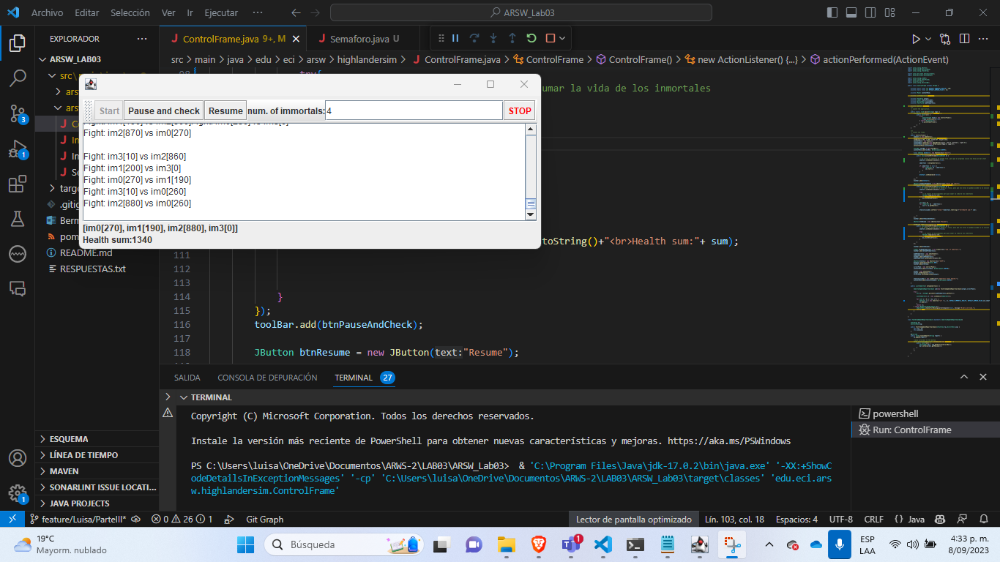 Archivo Editar Selección Ver Ir Ejecutar ··· ARSW_Lab03
EXPLORADOR ···
ControlFrame.java 9+, M
Semaforo.java U
ARSW_LAB03
src > main > java > edu > eci > arsw > highlandersim > ControlFrame.java > ControlFrame > ControlFrame() > new ActionListener() {...} > actionPerformed(ActionEvent)
src
try{
umar la vida de los inmortales
Start Pause and check Resume num. of immortals: 4 STOP
Fight: im2[870] vs im0[270]
Fight: im3[10] vs im2[860]
Fight: im1[200] vs im3[0]
Fight: im0[270] vs im1[190]
Fight: im3[10] vs im0[260]
Fight: im2[880] vs im0[260]
[im0[270], im1[190], im2[880], im3[0]]
Health sum:1340
toString()+"<br>Health sum:"+ sum);
targe
.gitig
Bern
pom
README.md
RESPUESTAS.txt
111
112
113
114 }
115 });
116 toolBar.add(btnPauseAndCheck);
117
118 JButton btnResume = new JButton(text:"Resume");
SALIDA CONSOLA DE DEPURACIÓN TERMINAL 27
TERMINAL
Copyright (C) Microsoft Corporation. Todos los derechos reservados.
Instale la versión más reciente de PowerShell para obtener nuevas características y mejoras. https://aka.ms/PSWindows
PS C:\Users\luisa\OneDrive\Documentos\ARWS-2\LAB03\ARSW_Lab03> & 'C:\Program Files\Java\jdk-17.0.2\bin\java.exe' '-XX:+ShowC
odeDetailsInExceptionMessages' '-cp' 'C:\Users\luisa\OneDrive\Documentos\ARWS-2\LAB03\ARSW_Lab03\target\classes' 'edu.eci.ars
w.highlandersim.ControlFrame'
powershell
Run: ControlFrame
ESQUEMA
LÍNEA DE TIEMPO
MAVEN
SONARLINT ISSUE LOCATI...
JAVA PROJECTS
feature/Luisa/ParteIII* 0 26 1 Git Graph Lector de pantalla optimizado Lín. 103, col. 18 Espacios: 4 UTF-8 CRLF {} Java
19°C
Mayorm. nublado
Búsqueda
1
ESP
LAA
4:33 p. m.
8/09/2023